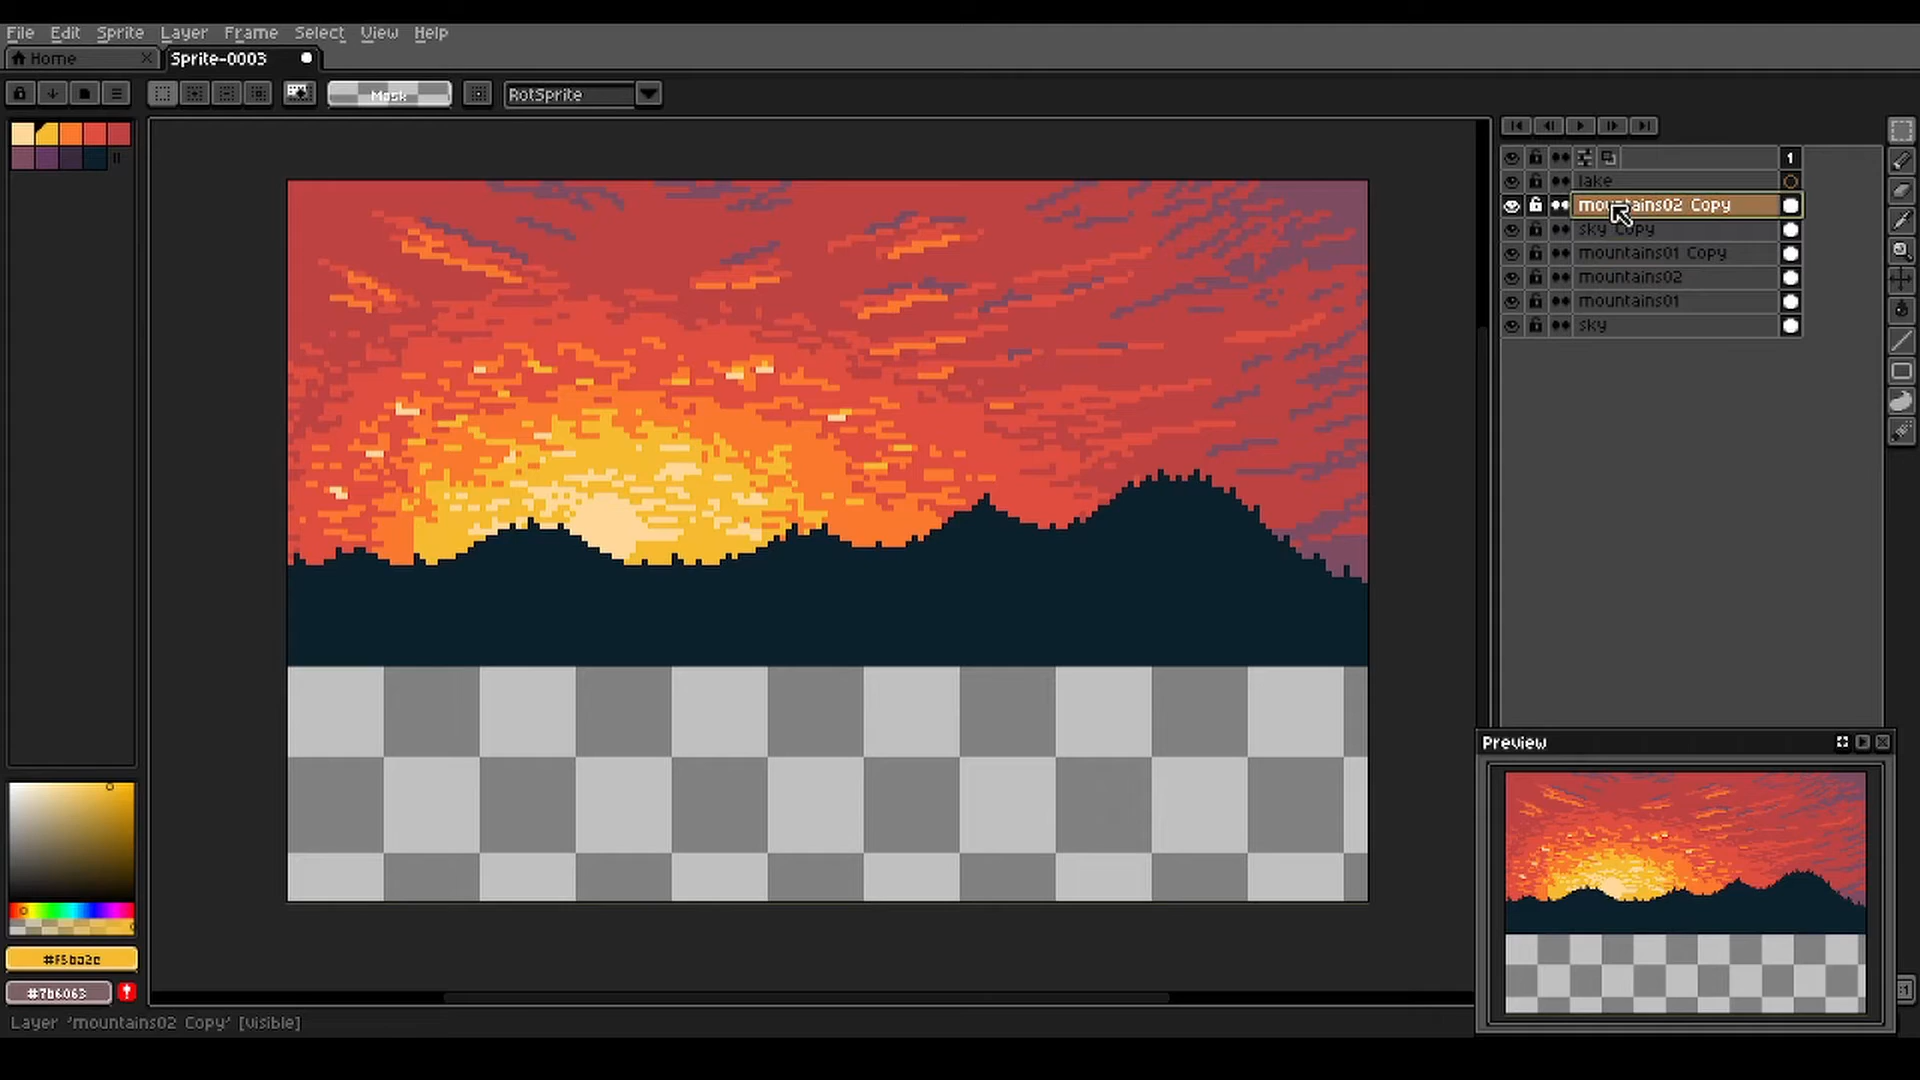 File Edit Sprite Layer Frame Select View Help
Home Sprite-0003
Mask RotSprite
1
lake
mountains02 Copy
sky Copy
mountains01 Copy
mountains02
mountains01
sky
Preview
#f5ba2c
#7b6063
Layer 'mountains02 Copy' [visible]